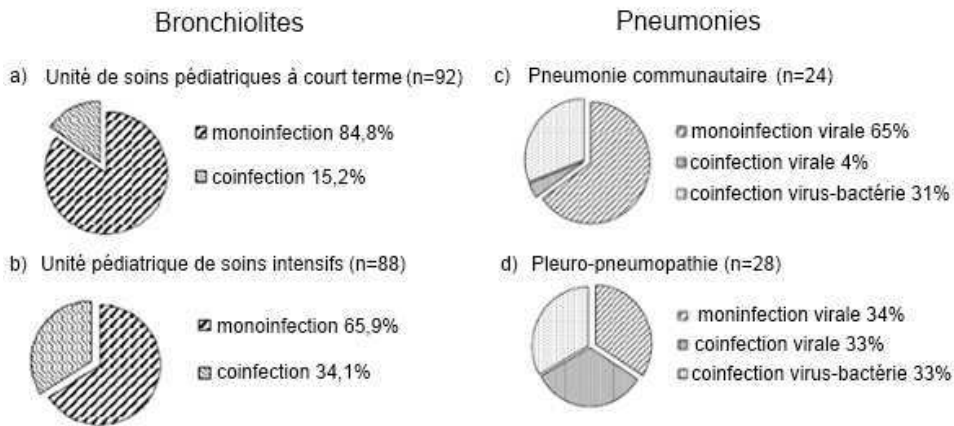 Bronchiolites
a) Unité de soins pédiatriques à court terme (n=92)
monoinfection 84,8%
coinfection 15,2%
b) Unité pédiatrique de soins intensifs (n=88)
monoinfection 65,9%
coinfection 34,1%
Pneumonies
c) Pneumonie communautaire (n=24)
monoinfection virale 65%
coinfection virale 4%
coinfection virus-bactérie 31%
d) Pleuro-pneumopathie (n=28)
moninfection virale 34%
coinfection virale 33%
coinfection virus-bactérie 33%